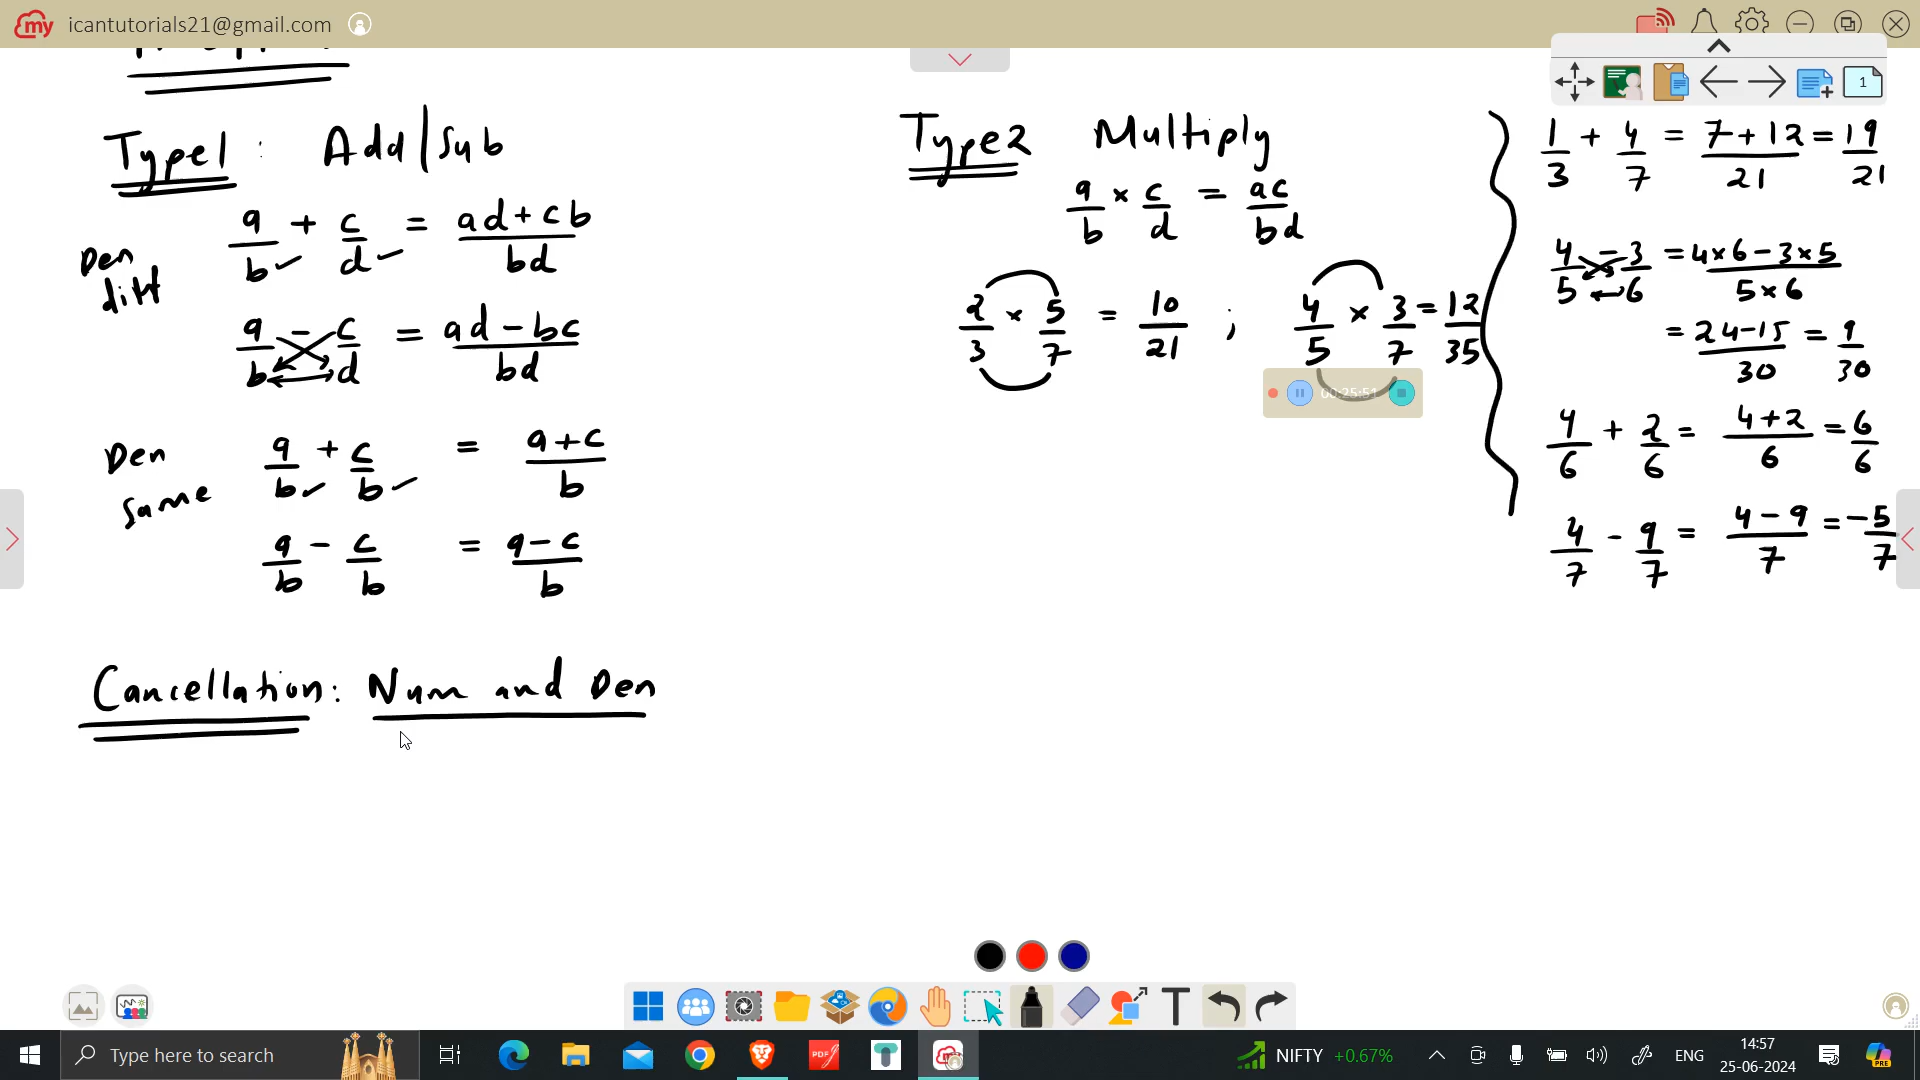 icantutorials21@gmail.com
1
Type1 : Add/Sub
Den diff
a/b + c/d = ad+cb/bd
a/b - c/d = ad-bc/bd
Den same
a/b + c/b = a+c/b
a/b - c/b = a-c/b
Cancellation: Num and Den
Type2 Multiply
a/b × c/d = ac/bd
2/3 × 5/7 = 10/21 ; 4/5 × 3/7 = 12/35
00:25:51
1/3 + 4/7 = 7+12/21 = 19/21
4/5 - 3/6 = 4×6-3×5/5×6
= 24-15/30 = 9/30
4/6 + 2/6 = 4+2/6 = 6/6
4/7 - 9/7 = 4-9/7 = -5/7
Type here to search
NIFTY +0.67%
ENG
14:57
25-06-2024